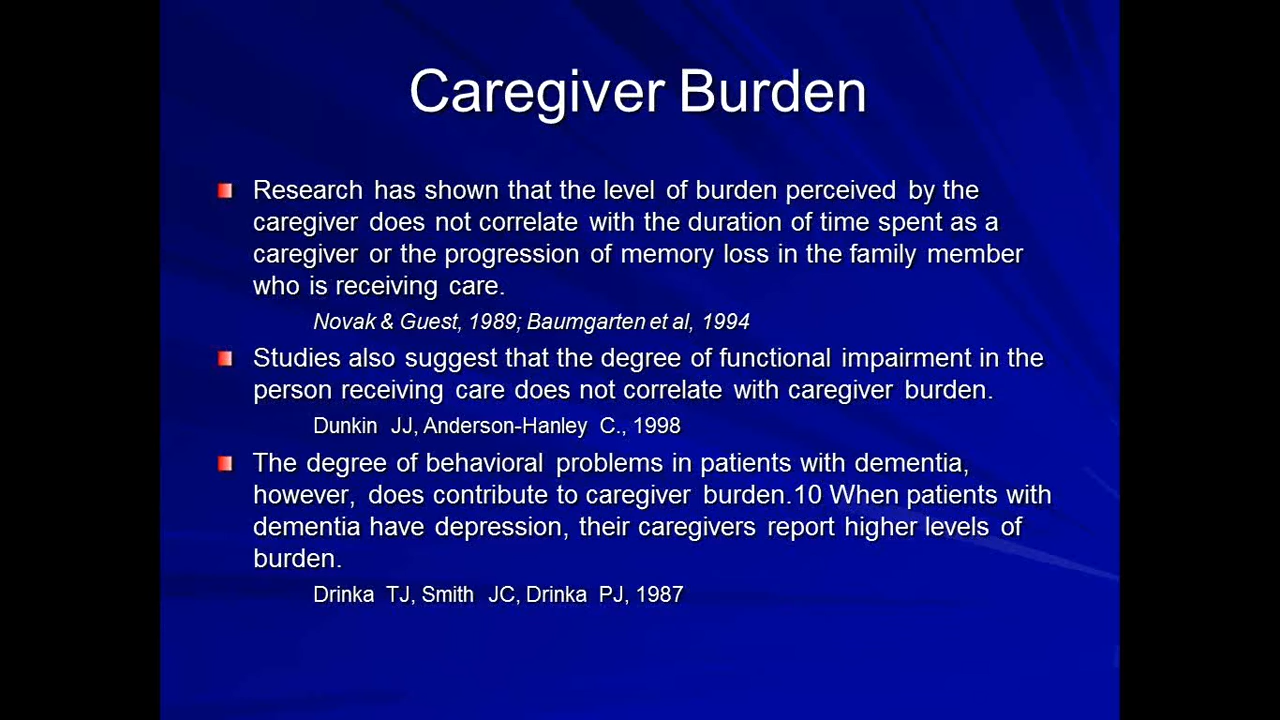 Caregiver Burden
Research has shown that the level of burden perceived by the
caregiver does not correlate with the duration of time spent as a
caregiver or the progression of memory loss in the family member
who is receiving care.
Novak & Guest, 1989; Baumgarten et al, 1994
Studies also suggest that the degree of functional impairment in the
person receiving care does not correlate with caregiver burden.
Dunkin JJ, Anderson-Hanley C., 1998
The degree of behavioral problems in patients with dementia,
however, does contribute to caregiver burden.10 When patients with
dementia have depression, their caregivers report higher levels of
burden.
Drinka TJ, Smith JC, Drinka PJ, 1987